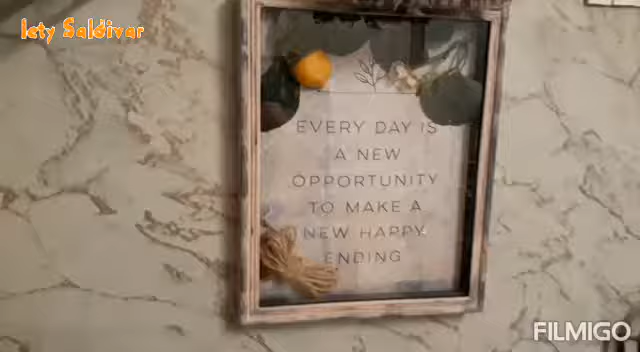 lety Saldivar
EVERY DAY IS
A NEW
OPPORTUNITY
TO MAKE A
NEW HAPPY
ENDING
FILMIGO